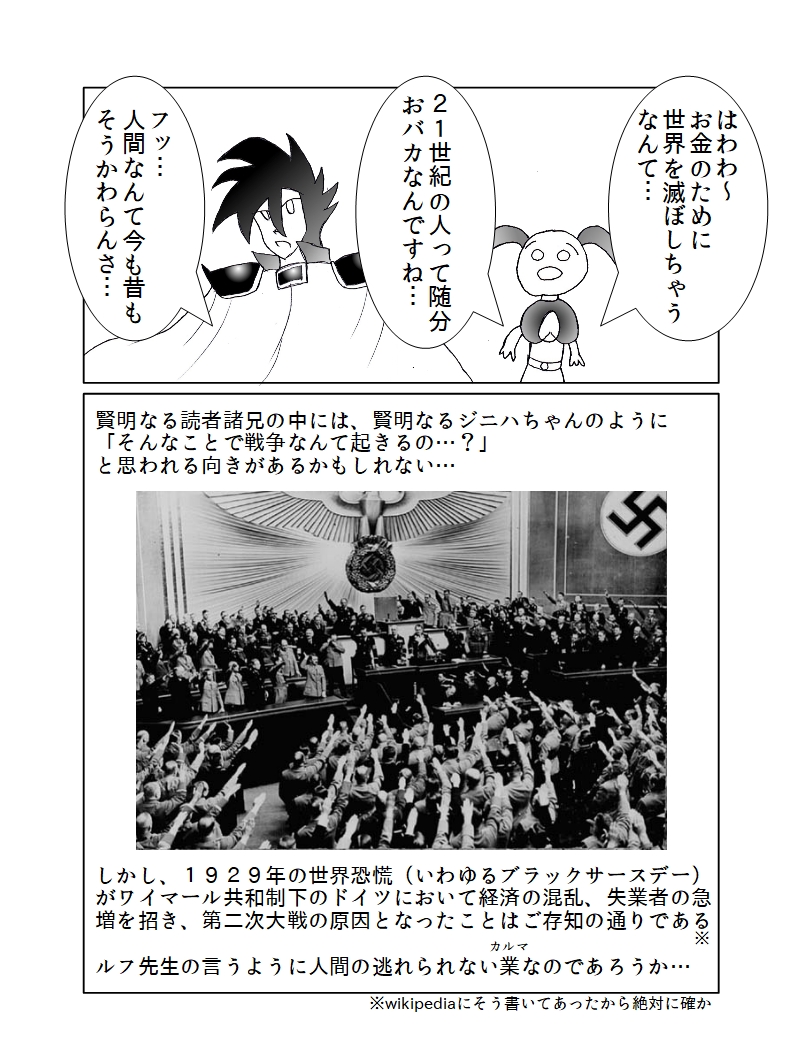 はわわ～
お金のために
世界を滅ぼしちゃう
なんて…
２１世紀の人って随分
おバカなんですね…
フッ…
人間なんて今も昔も
そうかわらんさ…
賢明なる読者諸兄の中には、賢明なるジニハちゃんのように
「そんなことで戦争なんて起きるの…？」
と思われる向きがあるかもしれない…
しかし、１９２９年の世界恐慌（いわゆるブラックサースデー）
がワイマール共和制下のドイツにおいて経済の混乱、失業者の急
増を招き、第二次大戦の原因となったことはご存知の通りである
※
カルマ
ルフ先生の言うように人間の逃れられない業なのであろうか…
※wikipediaにそう書いてあったから絶対に確か